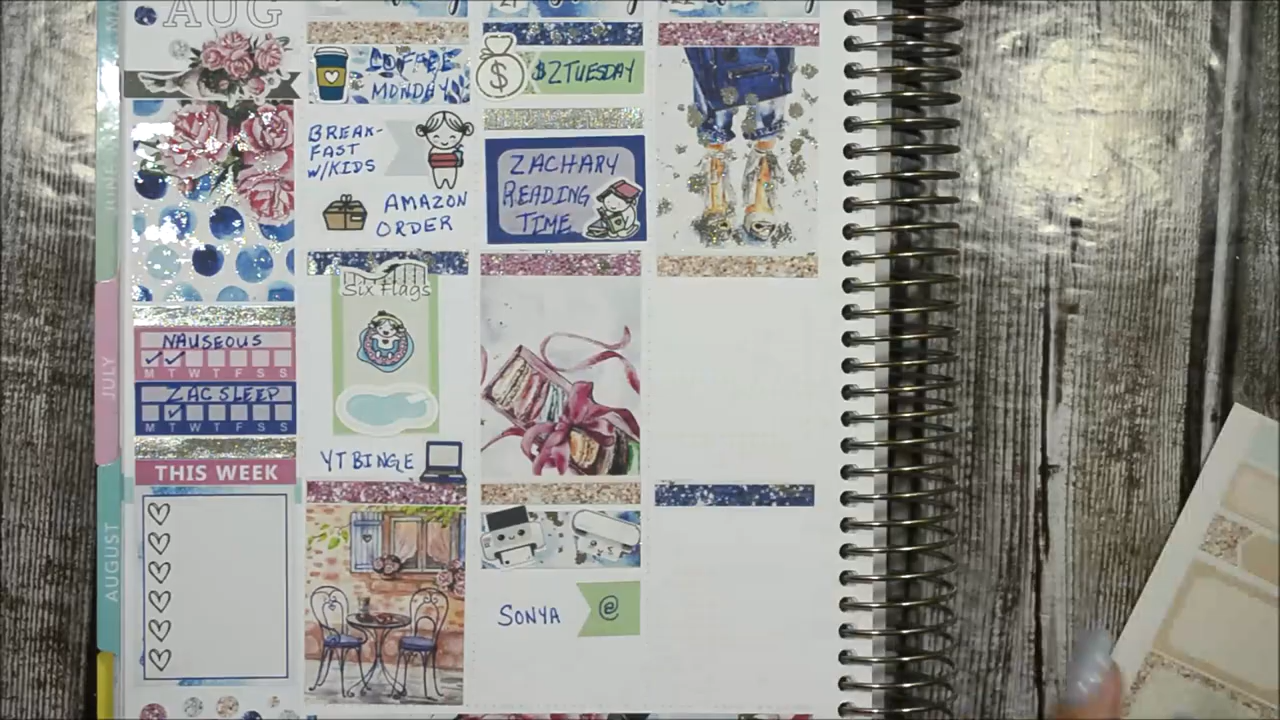 AUG
COFFEE
MONDAY
BREAK-
FAST
W/KIDS
AMAZON
ORDER
Six Flags
YT BINGE
$
$2TUESDAY
ZACHARY
READING
TIME
SONYA @
NAUSEOUS
M T W T F S S
ZAC SLEEP
M T W T F S S
THIS WEEK
JUNE
JULY
AUGUST